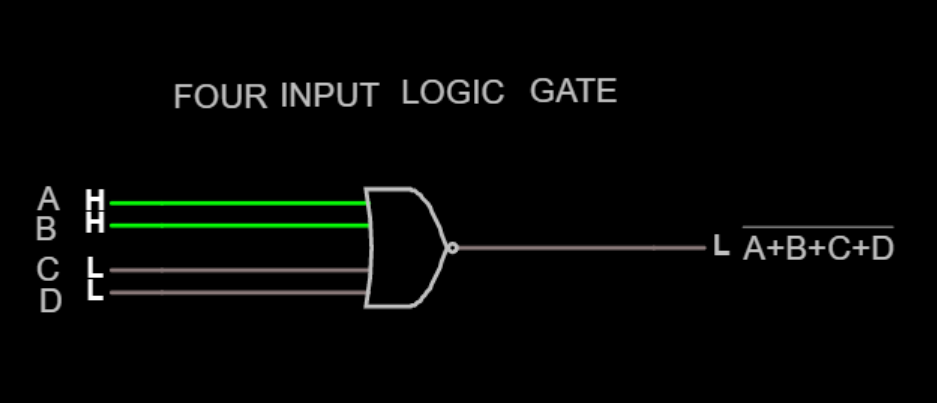 FOUR INPUT LOGIC GATE
A H
B H
C L
D L
L A̅+̅B̅+̅C̅+̅D̅